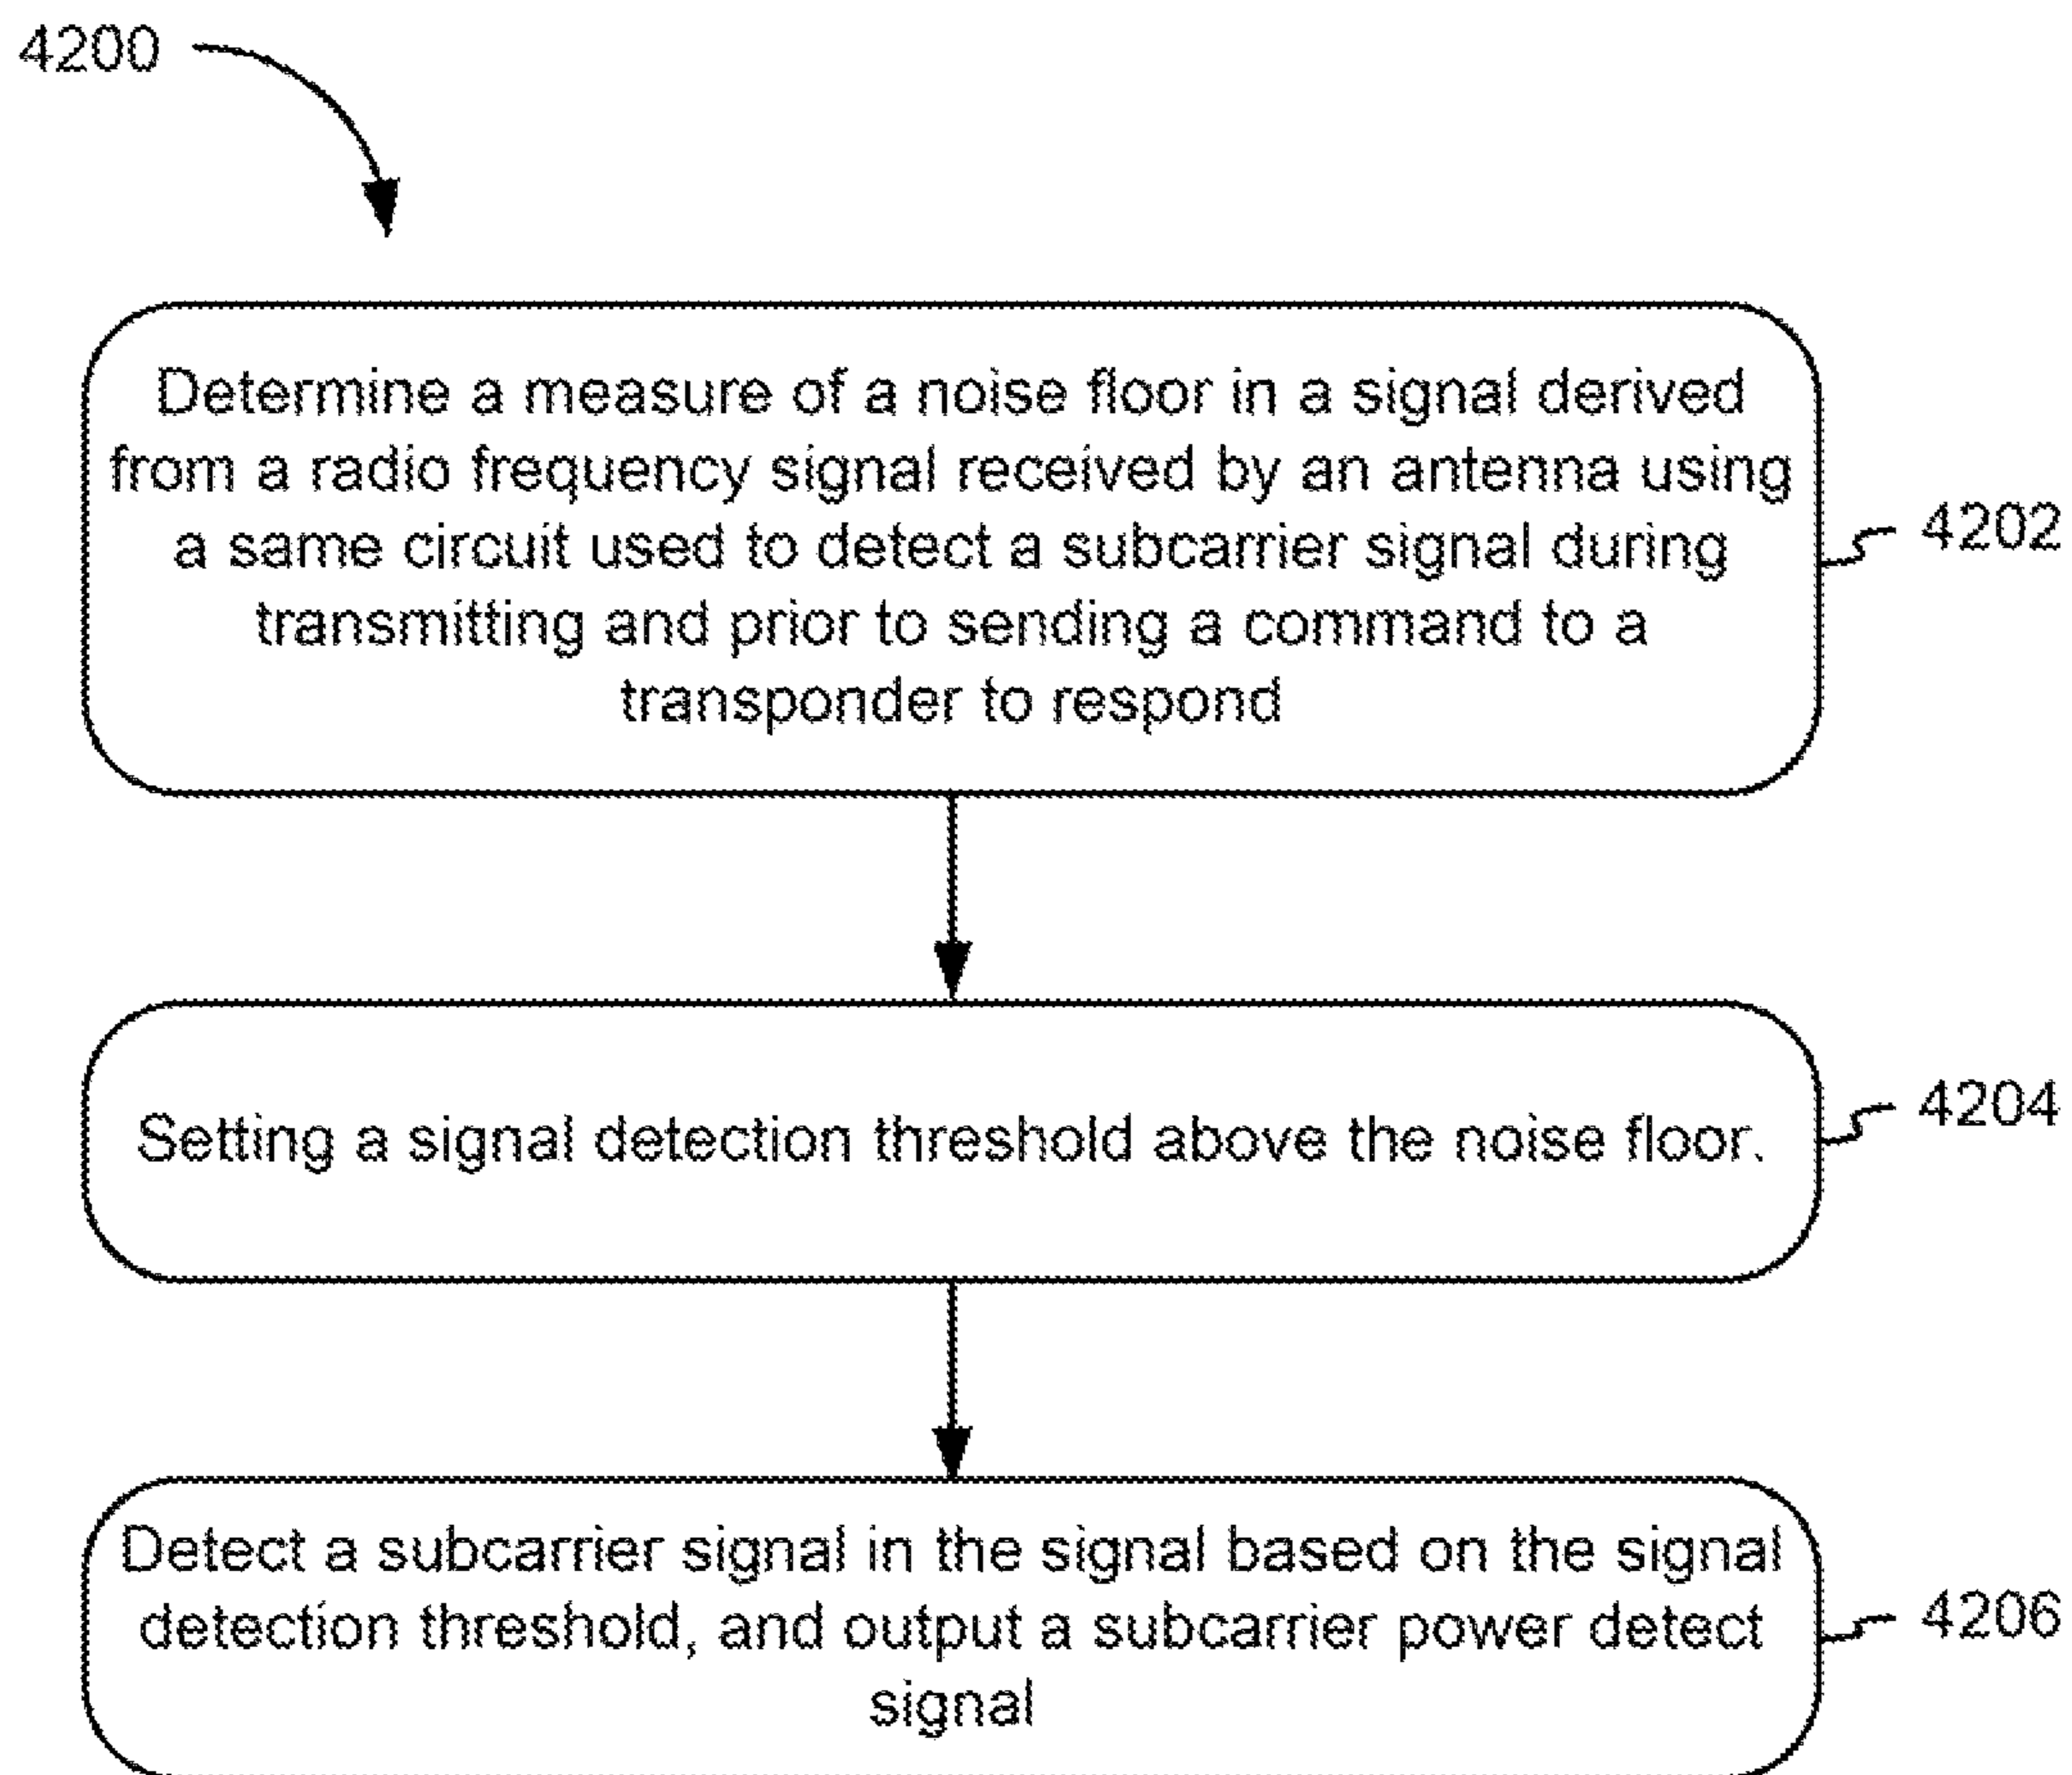 4200
Determine a measure of a noise floor in a signal derived
from a radio frequency signal received by an antenna using
a same circuit used to detect a subcarrier signal during
transmitting and prior to sending a command to a
transponder to respond
4202
Setting a signal detection threshold above the noise floor.
4204
Detect a subcarrier signal in the signal based on the signal
detection threshold, and output a subcarrier power detect
signal
4206